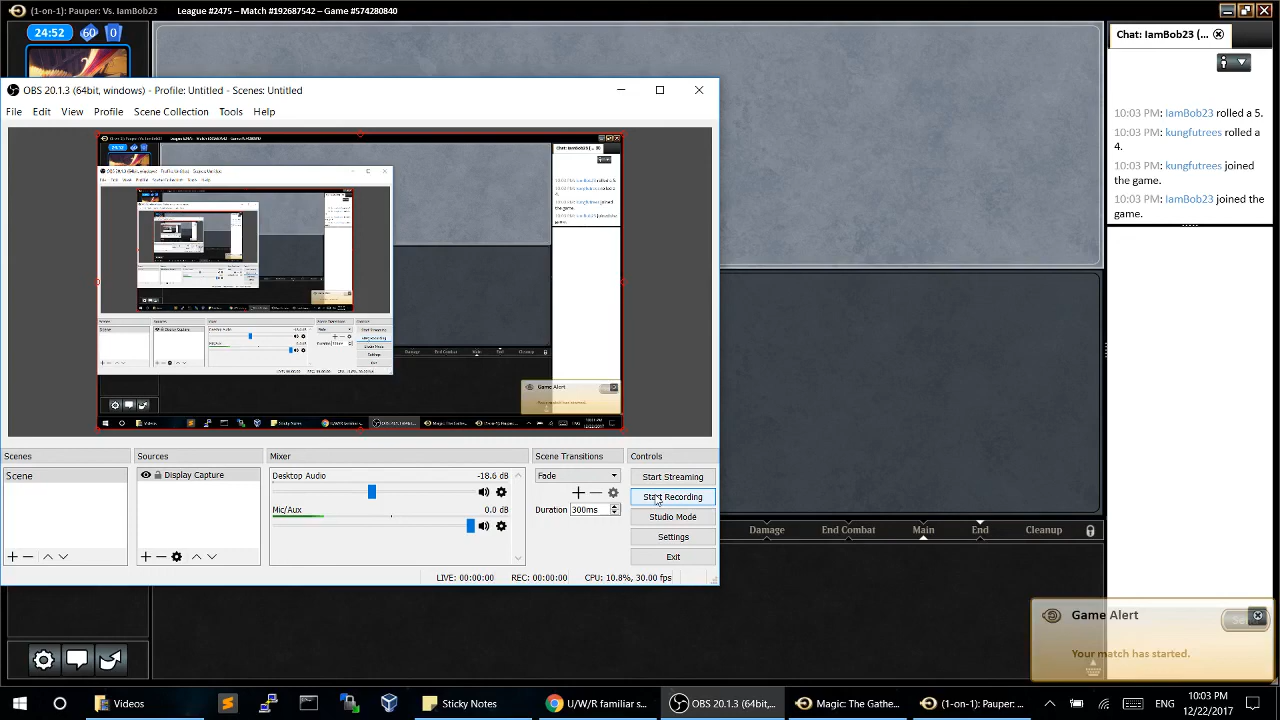 (1-on-1): Pauper: Vs. IamBob23 League #2475 – Match #192687542 – Game #574280840
24:52 60 0
Chat: IamBob23 (...
10:03 PM: IamBob23 rolled a 5.
10:03 PM: kungfutrees rolled a
4.
10:03 PM: kungfutrees joined
the game.
10:03 PM: IamBob23 joined the
game.
OBS 20.1.3 (64bit, windows) - Profile: Untitled - Scenes: Untitled
File Edit View Profile Scene Collection Tools Help
Scenes Sources Mixer Scene Transitions Controls
Scene
Display Capture
Desktop Audio -18.6 dB
Mic/Aux 0.0 dB
Fade
Duration 300ms
Start Streaming
Start Recording
Studio Mode
Settings
Exit
LIVE: 00:00:00 REC: 00:00:00 CPU: 10.8%, 30.00 fps
Damage End Combat Main End Cleanup
Game Alert
Your match has started.
Videos Sticky Notes U/W/R familiar s... OBS 20.1.3 (64bit,... Magic: The Gathe... (1-on-1): Pauper: ... 10:03 PM
12/22/2017